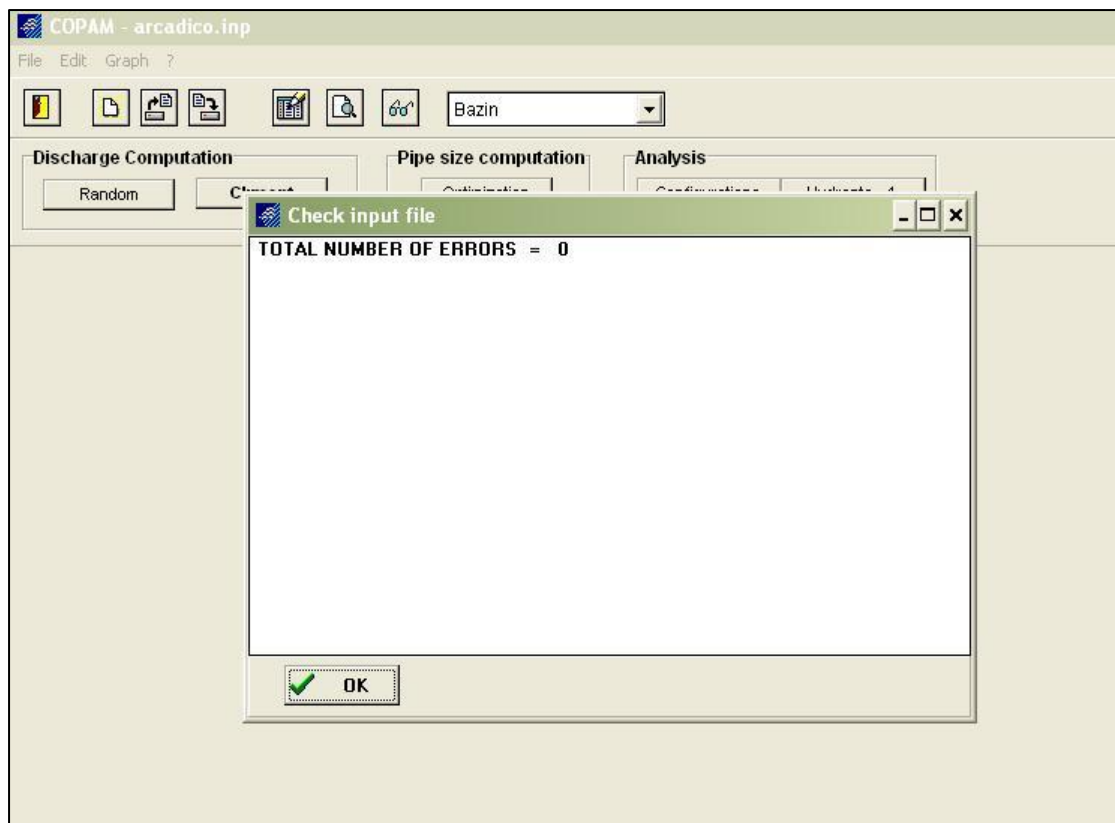 COPAM - arcadico.inp
File Edit Graph ?
Bazin
Discharge Computation
Pipe size computation
Analysis
Random
Check input file
TOTAL NUMBER OF ERRORS = 0
OK